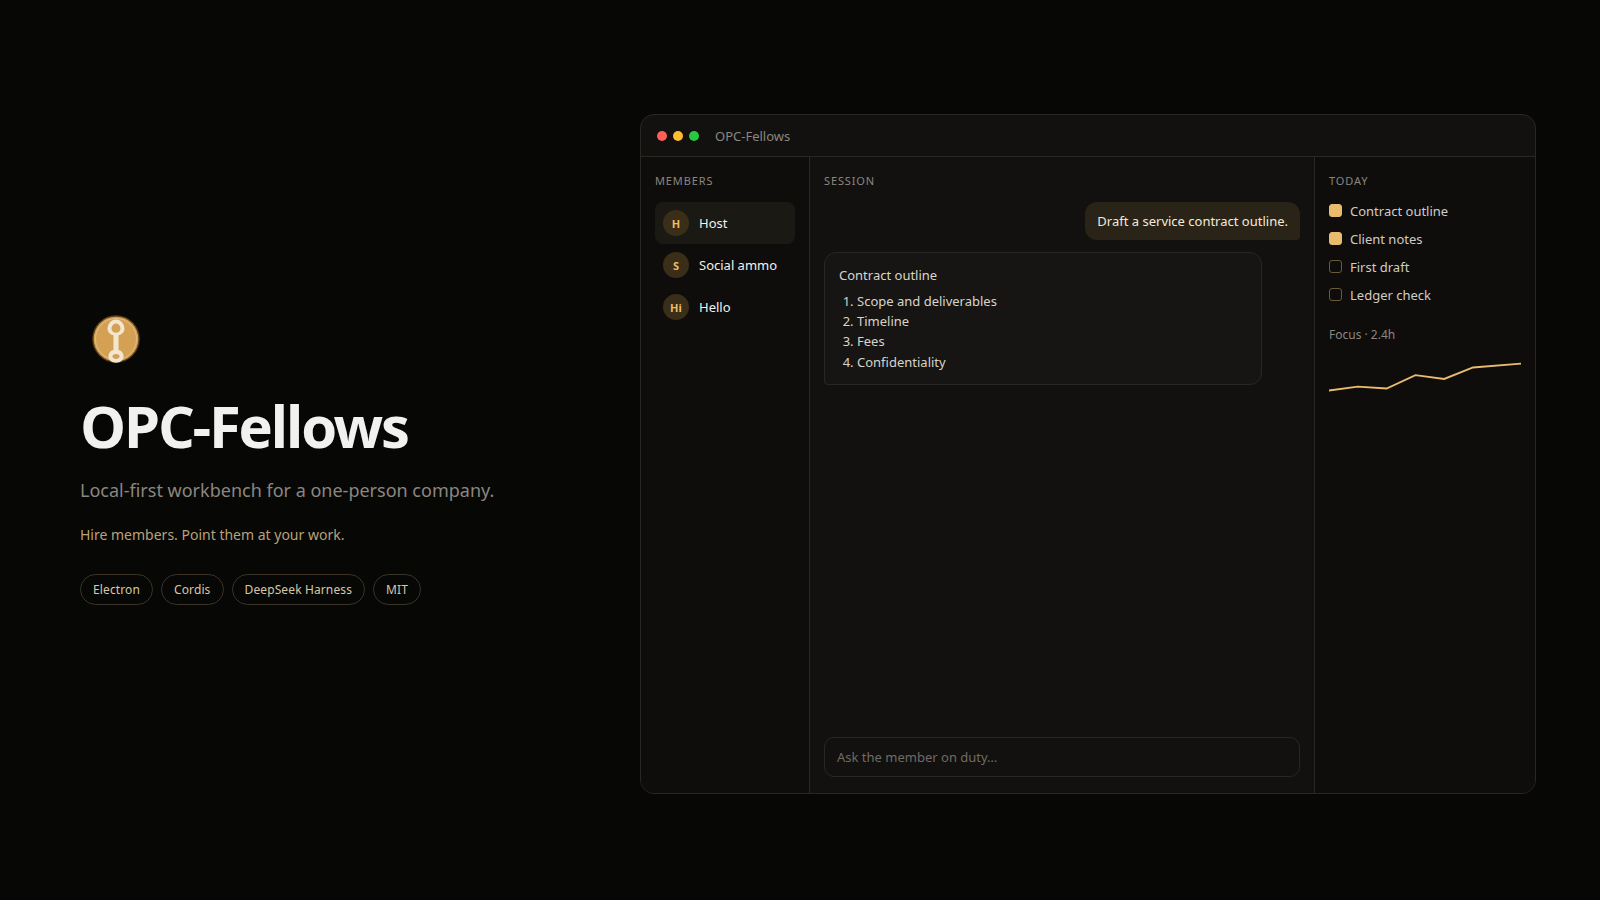 OPC-Fellows
Local-first workbench for a one-person company.
Hire members. Point them at your work.
Electron
Cordis
DeepSeek Harness
MIT
OPC-Fellows
MEMBERS
H
Host
S
Social ammo
Hi
Hello
SESSION
Draft a service contract outline.
Contract outline
1. Scope and deliverables
2. Timeline
3. Fees
4. Confidentiality
Ask the member on duty...
TODAY
Contract outline
Client notes
First draft
Ledger check
Focus · 2.4h